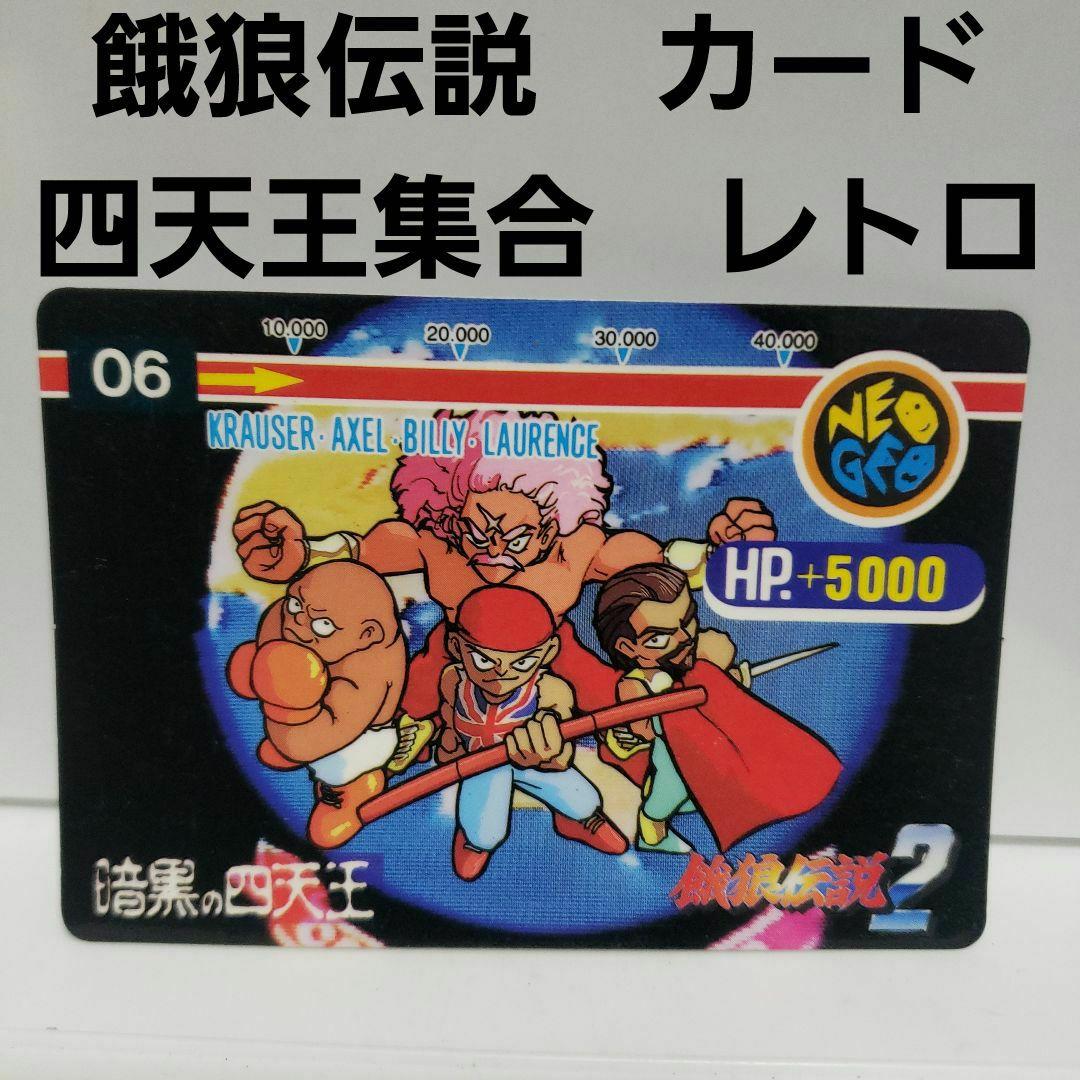 餓狼伝説　カード
四天王集合　レトロ
10.000 20.000 30.000 40.000
06
KRAUSER・AXEL・BILLY・LAURENCE
NEO
GEO
HP.+5000
暗黒の四天王
餓狼伝説2